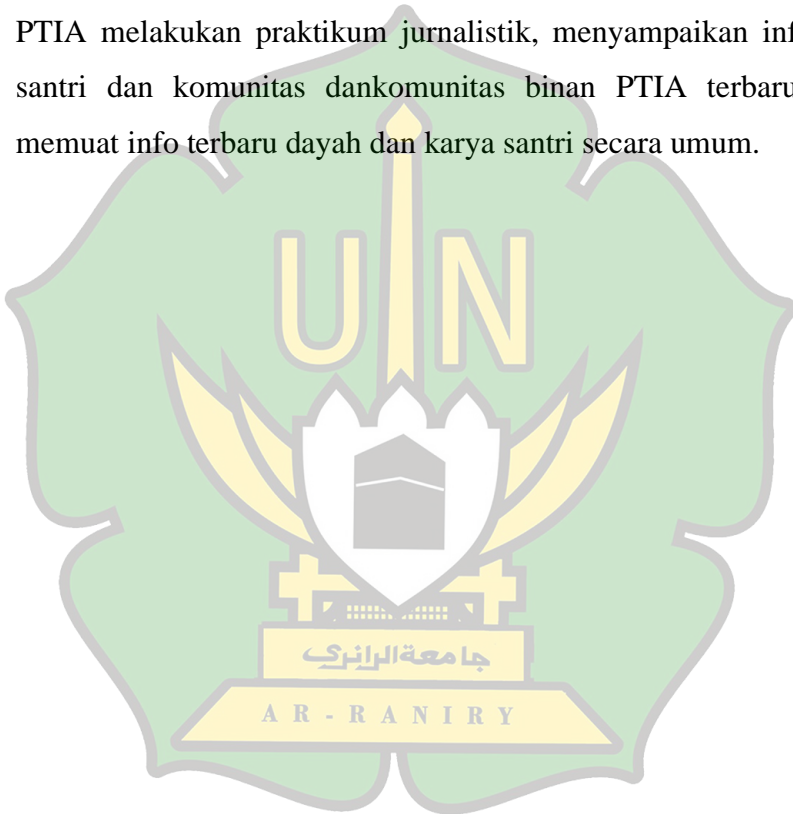 PTIA melakukan praktikum jurnalistik, menyampaikan inf
santri dan komunitas dankomunitas binan PTIA terbaru
memuat info terbaru dayah dan karya santri secara umum.
UIN
جامعة الرانري
AR - RANIRY